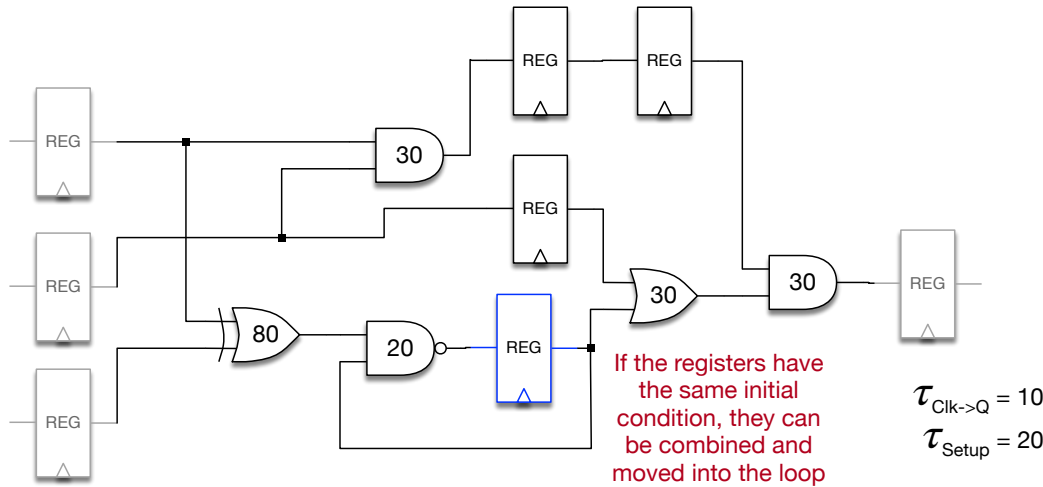 REG
REG
REG
30
REG
REG
REG
REG
30
30
80
20
REG
If the registers have
the same initial
condition, they can
be combined and
moved into the loop
τClk->Q = 10
τSetup = 20
REG